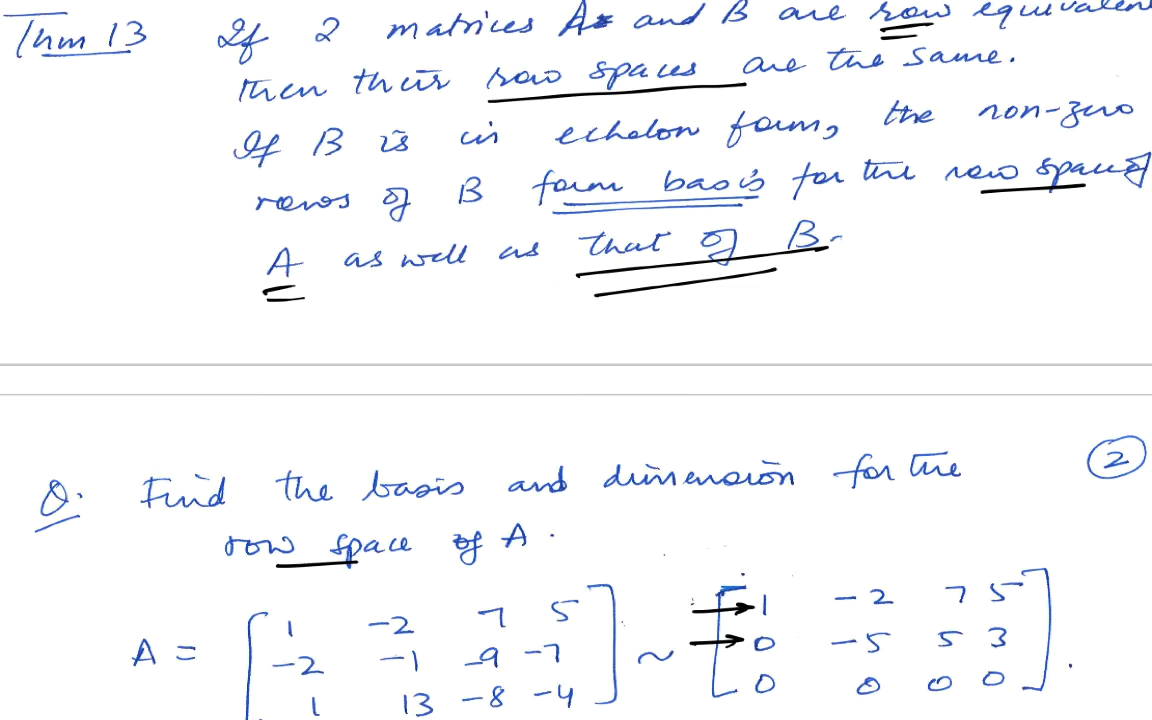 Thm 13 If 2 matrices A and B are row equivalent
then their row spaces are the same.
If B is in echelon form, the non-zero
rows of B form basis for the row space of
A as well as that of B.
2
Q. Find the basis and dimension for the
row space of A.
A = [ 1 -2 7 5 ] ~ [ 1 -2 7 5 ]
-2 -1 -9 -7 0 -5 5 3
1 13 -8 -4 0 0 0 0 .